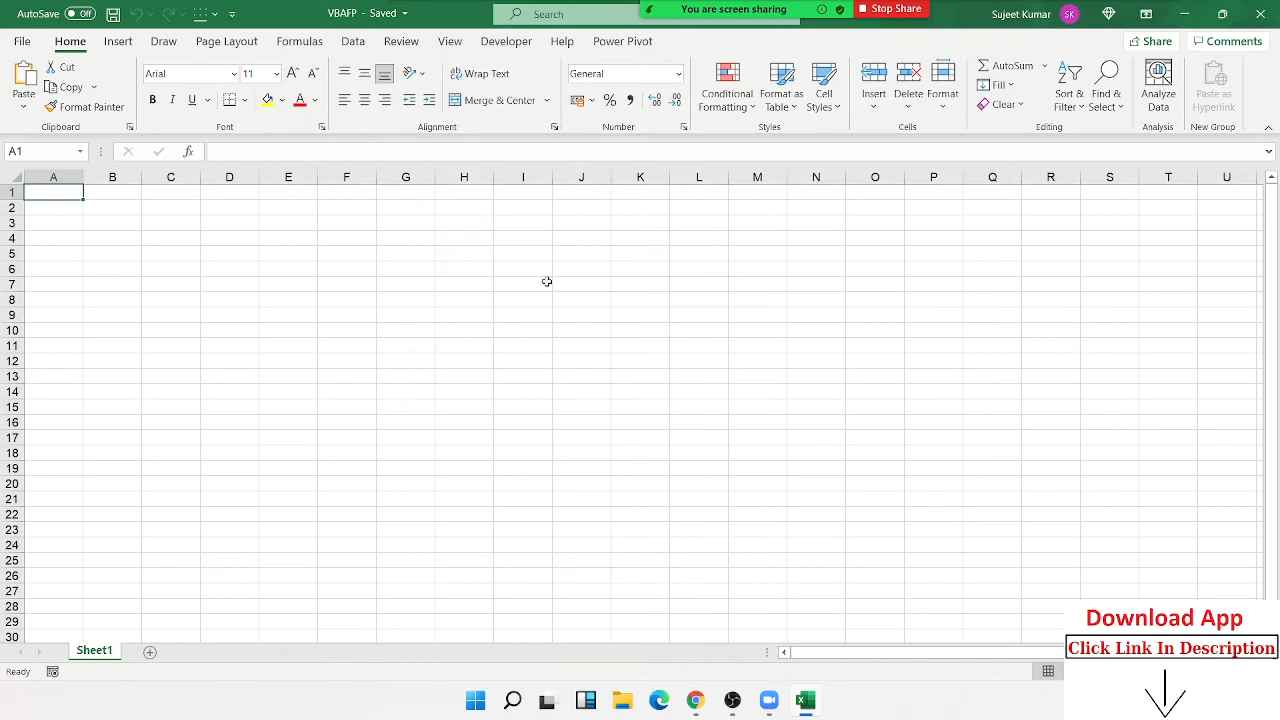 AutoSave Off VBAFP - Saved Search You are screen sharing Stop Share Sujeet Kumar SK
File Home Insert Draw Page Layout Formulas Data Review View Developer Help Power Pivot Share Comments
Paste Cut Copy Format Painter
Arial 11
B I U A
Wrap Text
Merge & Center
General
% ,
Conditional Formatting
Format as Table
Cell Styles
Insert Delete Format
AutoSum
Fill
Clear
Sort & Filter
Find & Select
Analyze Data
Paste as Hyperlink
Clipboard Font Alignment Number Styles Cells Editing Analysis New Group
A1 fx
A B C D E F G H I J K L M N O P Q R S T U
1
2
3
4
5
6
7
8
9
10
11
12
13
14
15
16
17
18
19
20
21
22
23
24
25
26
27
28
29
30
Download App
Click Link In Description
Sheet1
Ready